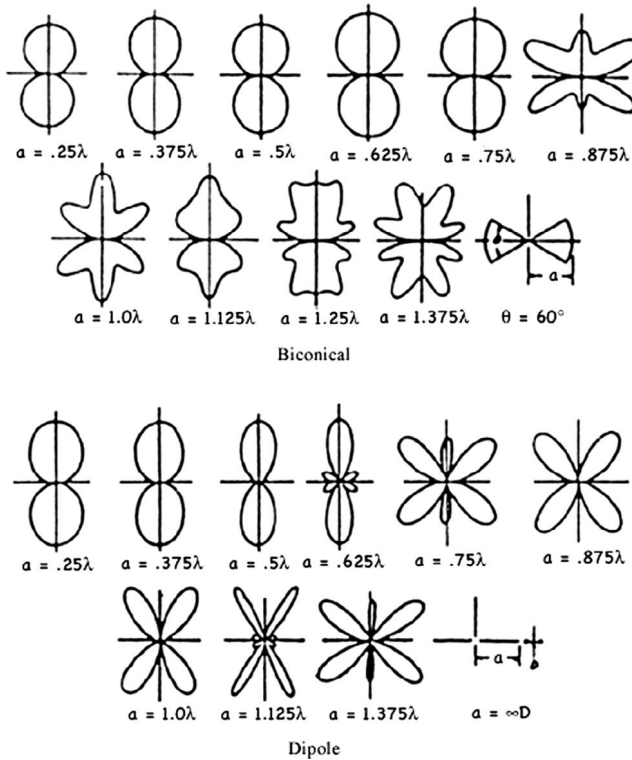 a = .25λ a = .375λ a = .5λ a = .625λ a = .75λ a = .875λ
a
a = 1.0λ a = 1.125λ a = 1.25λ a = 1.375λ θ = 60°
Biconical
a = .25λ a = .375λ a = .5λ a = .625λ a = .75λ a = .875λ
a
a = 1.0λ a = 1.125λ a = 1.375λ a = ∞D
Dipole